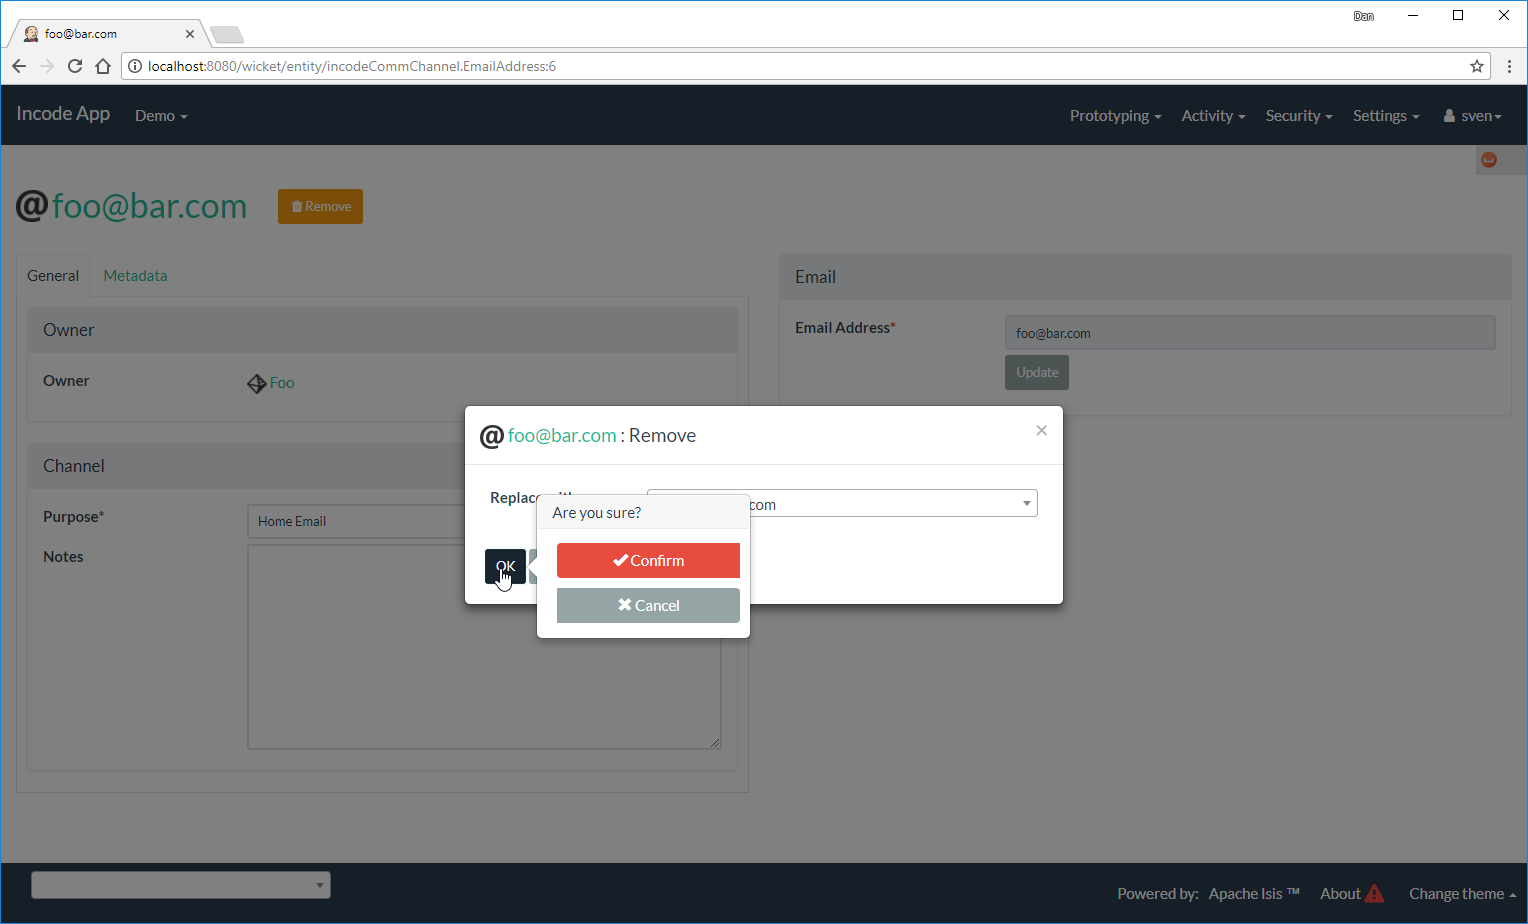 Dan
foo@bar.com
localhost:8080/wicket/entity/incodeCommChannel.EmailAddress:6
Incode App Demo Prototyping Activity Security Settings sven
@foo@bar.com Remove
General Metadata
Owner
Owner Foo
Channel
Purpose* Home Email
Notes
Email
Email Address* foo@bar.com
Update
@foo@bar.com : Remove ×
com
Are you sure?
OK
Confirm
Cancel
Powered by: Apache Isis ™ About Change theme